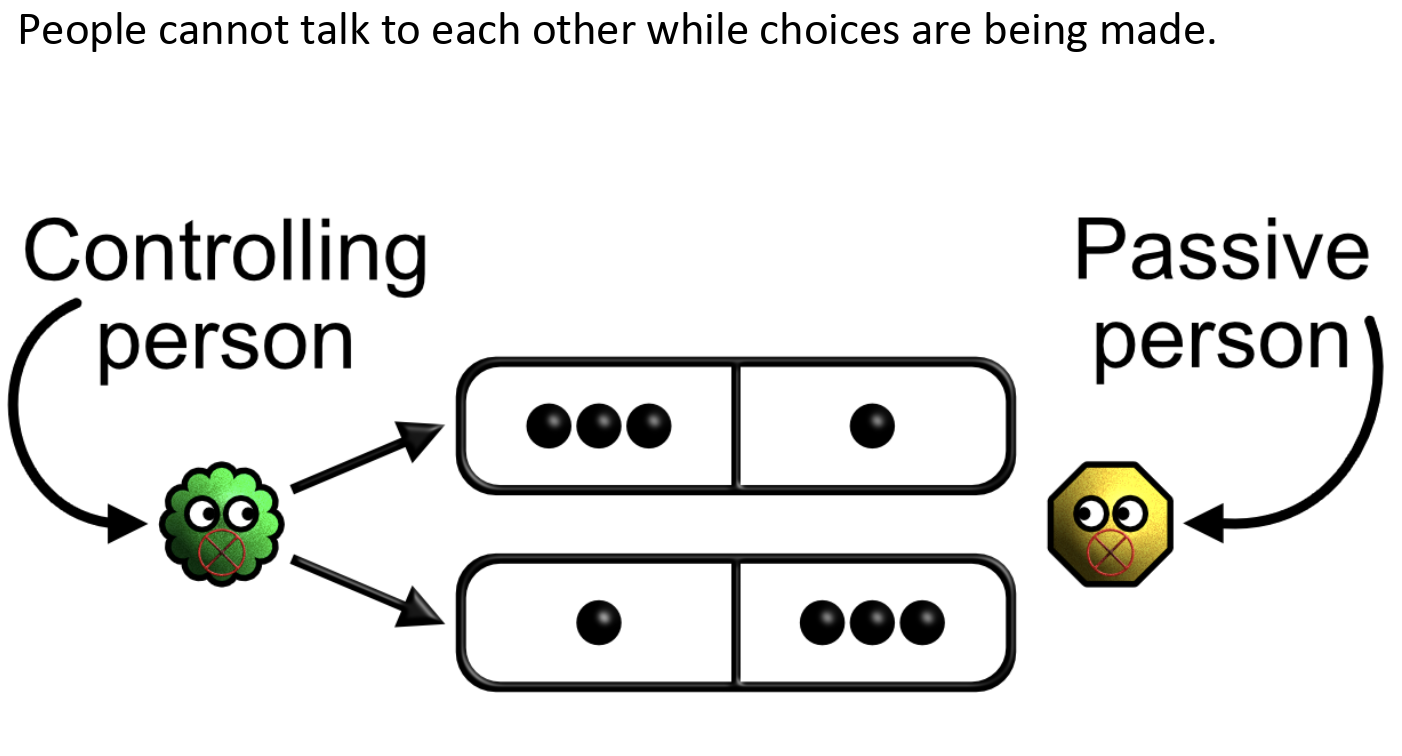 People cannot talk to each other while choices are being made.
Controlling
person
Passive
person